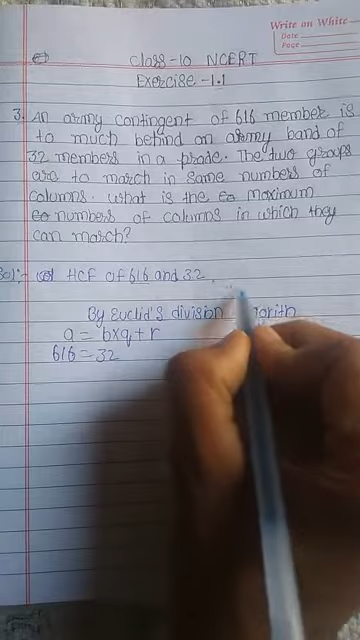 Write on White
Date
Page
Class-10 NCERT
Exercise-1.1
3. An army contingent of 616 member is
to much behind an army band of
32 members in a prade. The two groups
are to march in same numbers of
columns. what is the maximum
numbers of columns in which they
can march?
Sol:- HCF of 616 and 32.
By Euclid's division
a = b×q+r
616 = 32